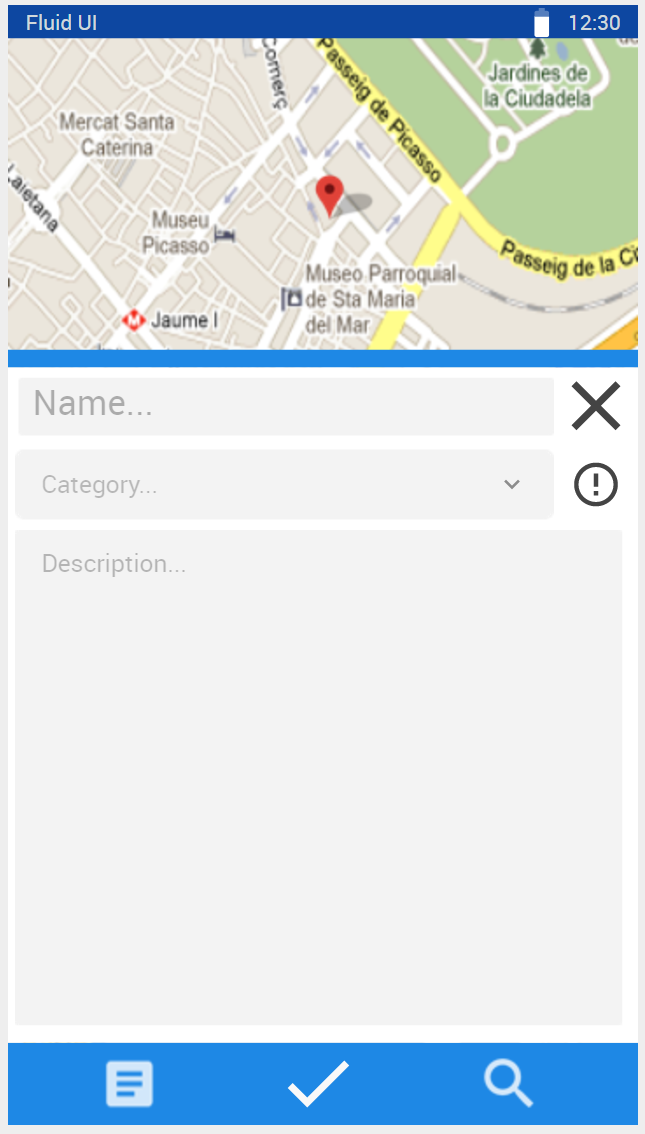 Fluid UI
12:30
Comerç
Passeig de Picasso
Jardines de
la Ciudadela
Mercat Santa
Caterina
Laietana
Museu
Picasso
Passeig de la Ci
Museo Parroquial
de Sta Maria
del Mar
Jaume I
Name...
Category...
Description...